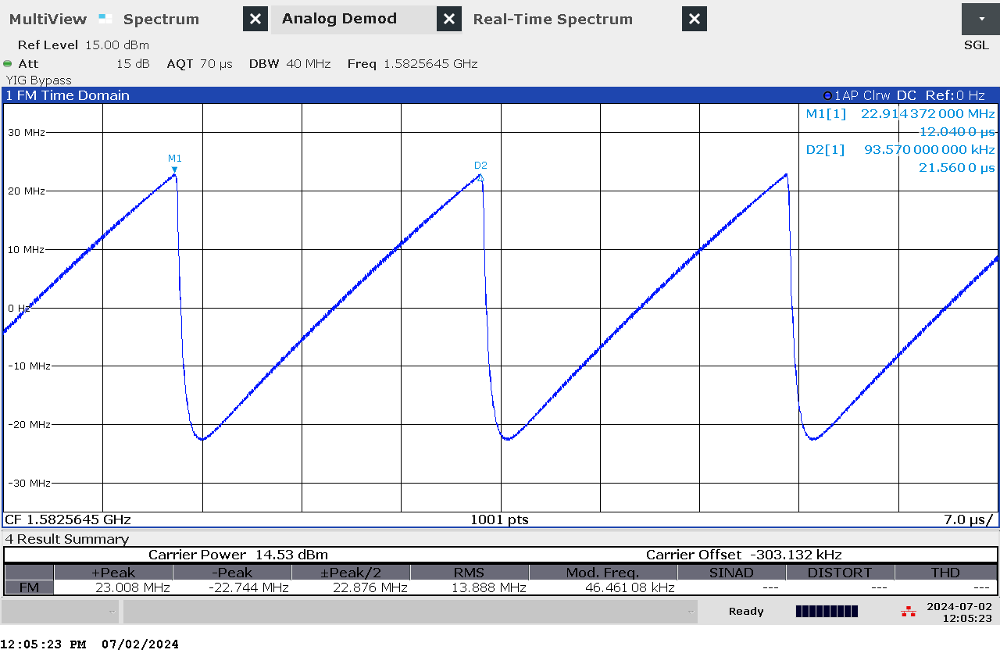 MultiView Spectrum Analog Demod Real-Time Spectrum
Ref Level 15.00 dBm SGL
Att 15 dB AQT 70 µs DBW 40 MHz Freq 1.5825645 GHz
YIG Bypass
1 FM Time Domain 1AP Clrw DC Ref:0 Hz
M1[1] 22.914 372 000 MHz
30 MHz 12.040 0 µs
D2[1] 93.570 000 000 kHz
M1 D2 21.560 0 µs
20 MHz
10 MHz
0 Hz
-10 MHz
-20 MHz
-30 MHz
CF 1.5825645 GHz 1001 pts 7.0 µs/
4 Result Summary
Carrier Power 14.53 dBm Carrier Offset -303.132 kHz
+Peak -Peak ±Peak/2 RMS Mod. Freq. SINAD DISTORT THD
FM 23.008 MHz -22.744 MHz 22.876 MHz 13.888 MHz 46.461 08 kHz --- --- ---
Ready 2024-07-02
12:05:23
12:05:23 PM 07/02/2024